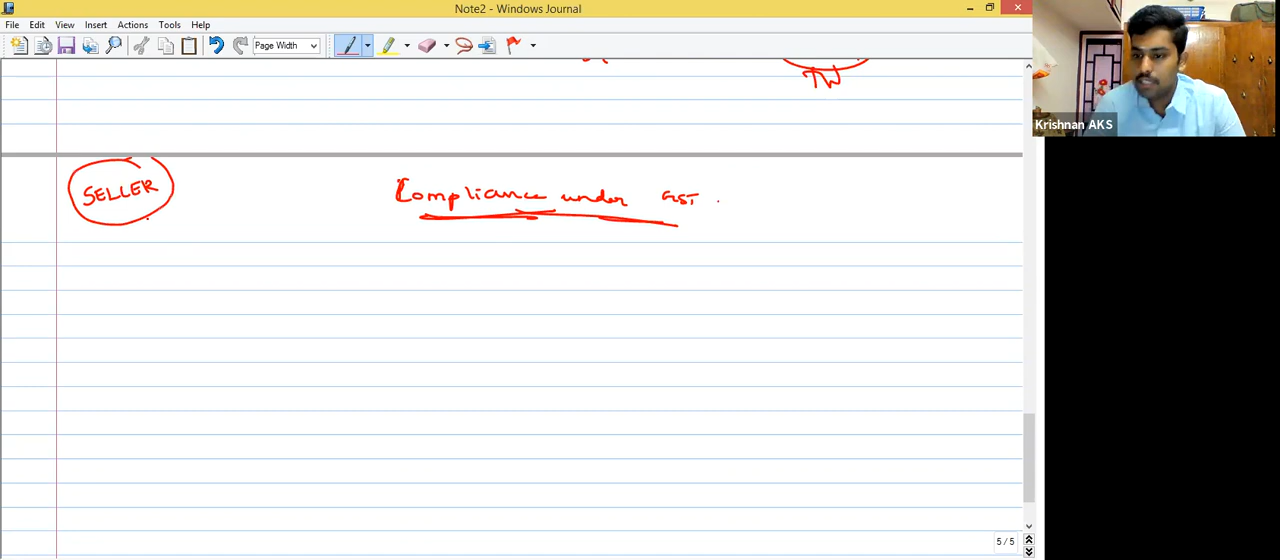 Note2 - Windows Journal
File Edit View Insert Actions Tools Help
Page Width
TN
SELLER
Compliance under GST.
Krishnan AKS
5 / 5